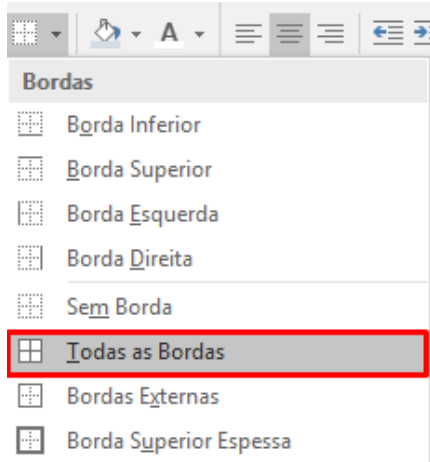 A
Bordas
Borda Inferior
Borda Superior
Borda Esquerda
Borda Direita
Sem Borda
Todas as Bordas
Bordas Externas
Borda Superior Espessa